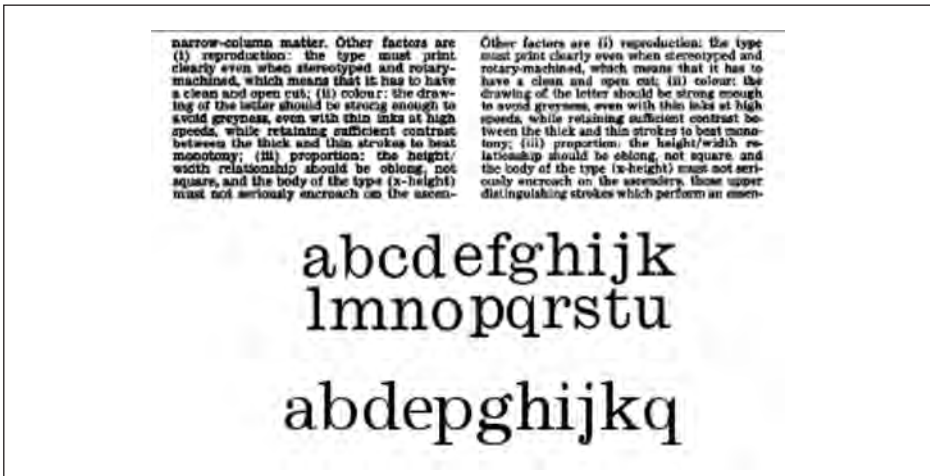 narrow-column matter. Other factors are
(i) reproduction: the type must print
clearly even when stereotyped and rotary-
machined, which means that it has to have
a clean and open cut; (ii) colour: the draw-
ing of the letter should be strong enough to
avoid greyness, even with thin inks at high
speeds, while retaining sufficient contrast
between the thick and thin strokes to beat
monotony; (iii) proportion: the height/
width relationship should be oblong, not
square, and the body of the type (x-height)
must not seriously encroach on the ascen-
Other factors are (i) reproduction: the type
must print clearly even when stereotyped and
rotary-machined, which means that it has to
have a clean and open cut; (ii) colour: the
drawing of the letter should be strong enough
to avoid greyness, even with thin inks at high
speeds, while retaining sufficient contrast be-
tween the thick and thin strokes to beat mono-
tony; (iii) proportion: the height/width re-
lationship should be oblong, not square, and
the body of the type (x-height) must not seri-
ously encroach on the ascenders, those upper
distinguishing strokes which perform an essen-
abcdefghijk
lmnopqrstu
abdepghijkq